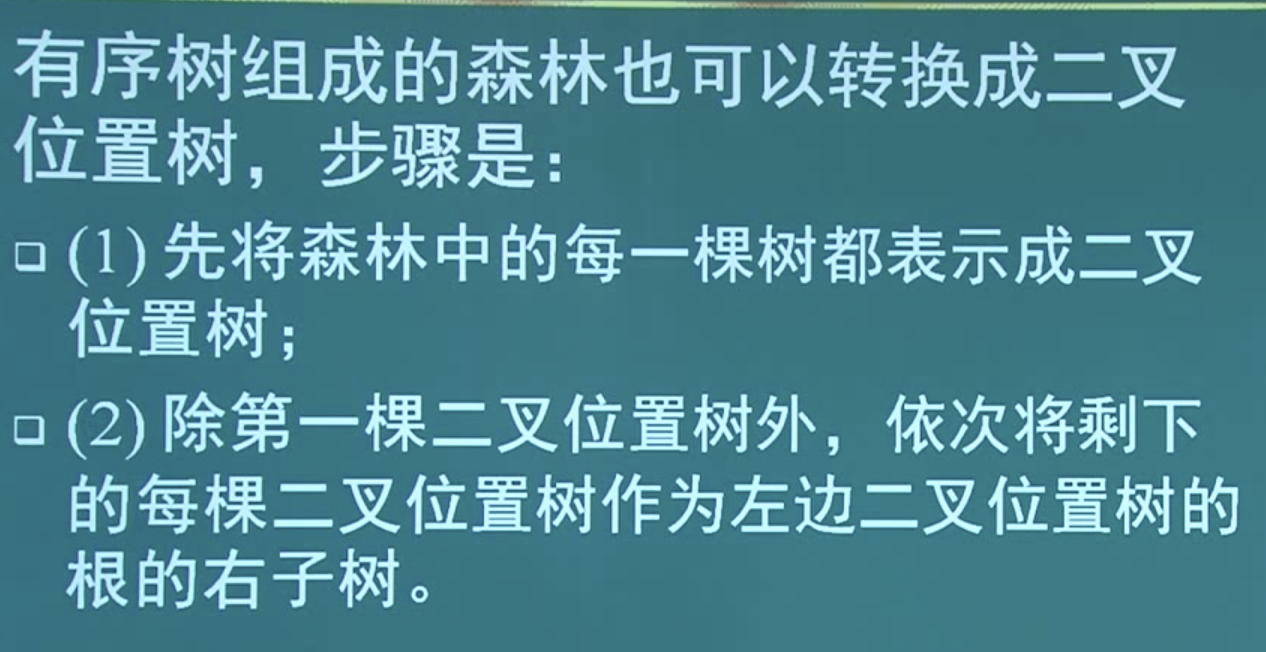 有序树组成的森林也可以转换成二叉
位置树，步骤是：
(1) 先将森林中的每一棵树都表示成二叉
位置树；
(2) 除第一棵二叉位置树外，依次将剩下
的每棵二叉位置树作为左边二叉位置树的
根的右子树。